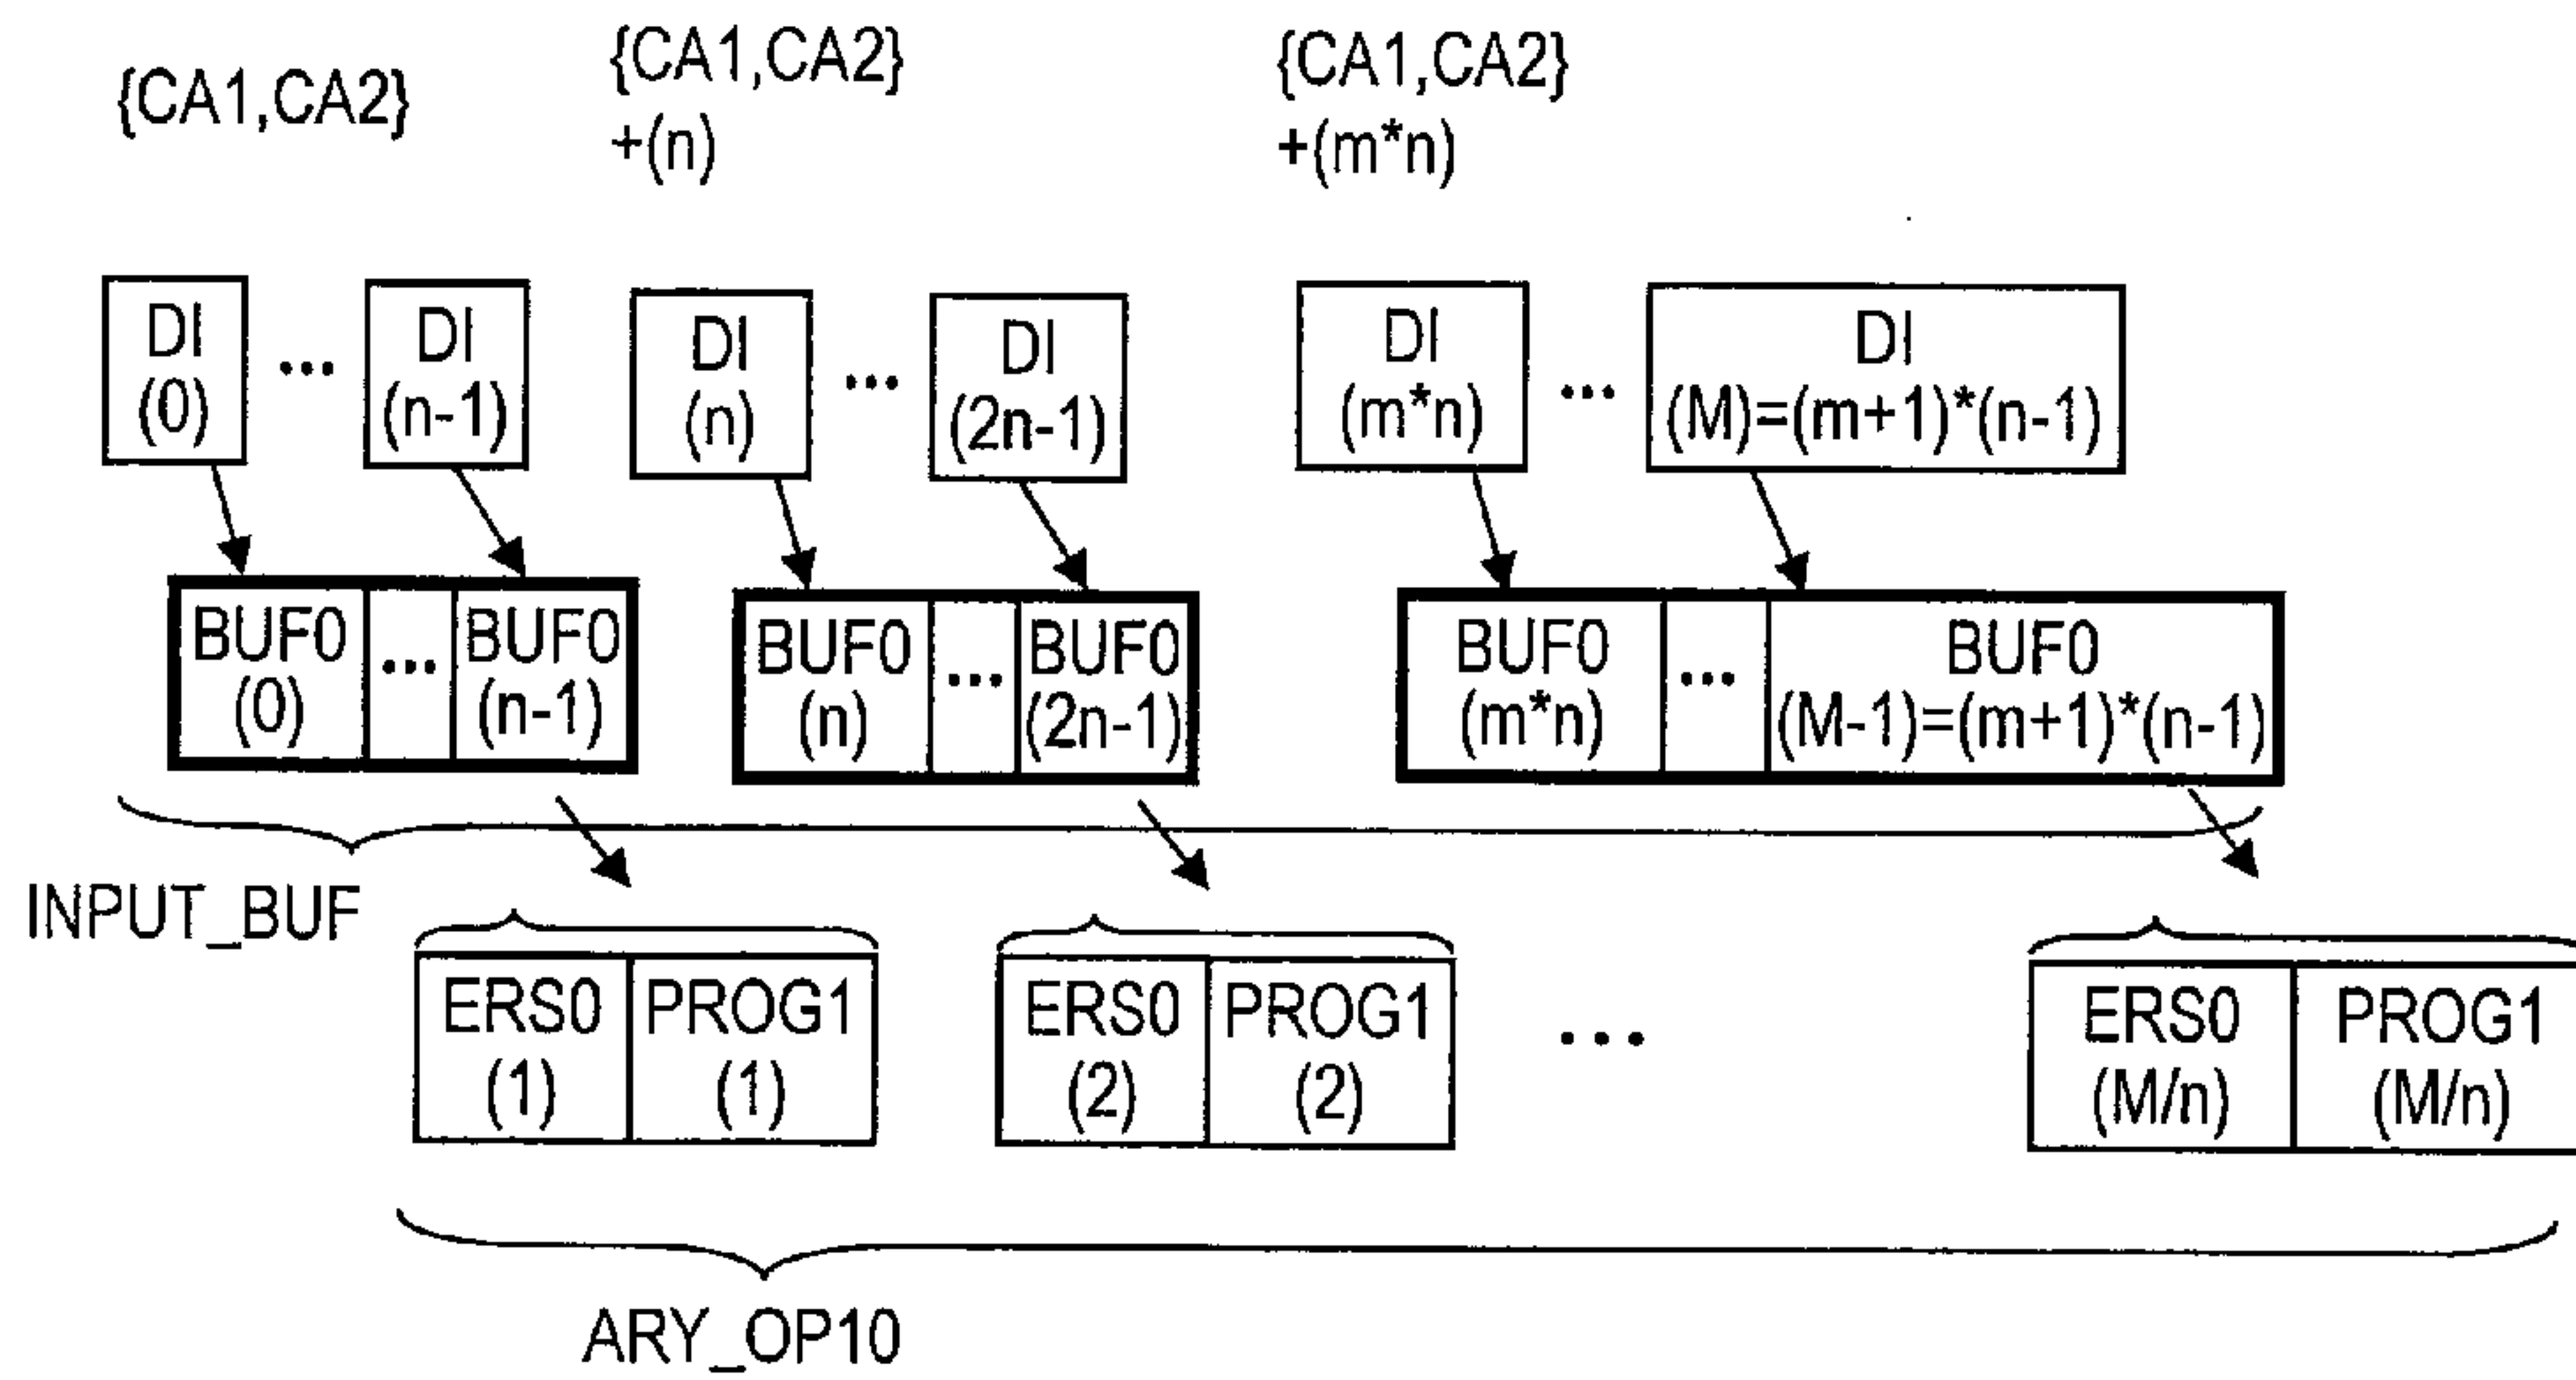 {CA1,CA2}
{CA1,CA2}
+(n)
{CA1,CA2}
+(m*n)
DI
(0)
...
DI
(n-1)
DI
(n)
...
DI
(2n-1)
DI
(m*n)
...
DI
(M)=(m+1)*(n-1)
BUF0
(0)
...
BUF0
(n-1)
BUF0
(n)
...
BUF0
(2n-1)
BUF0
(m*n)
...
BUF0
(M-1)=(m+1)*(n-1)
INPUT_BUF
ERS0
(1)
PROG1
(1)
ERS0
(2)
PROG1
(2)
...
ERS0
(M/n)
PROG1
(M/n)
ARY_OP10